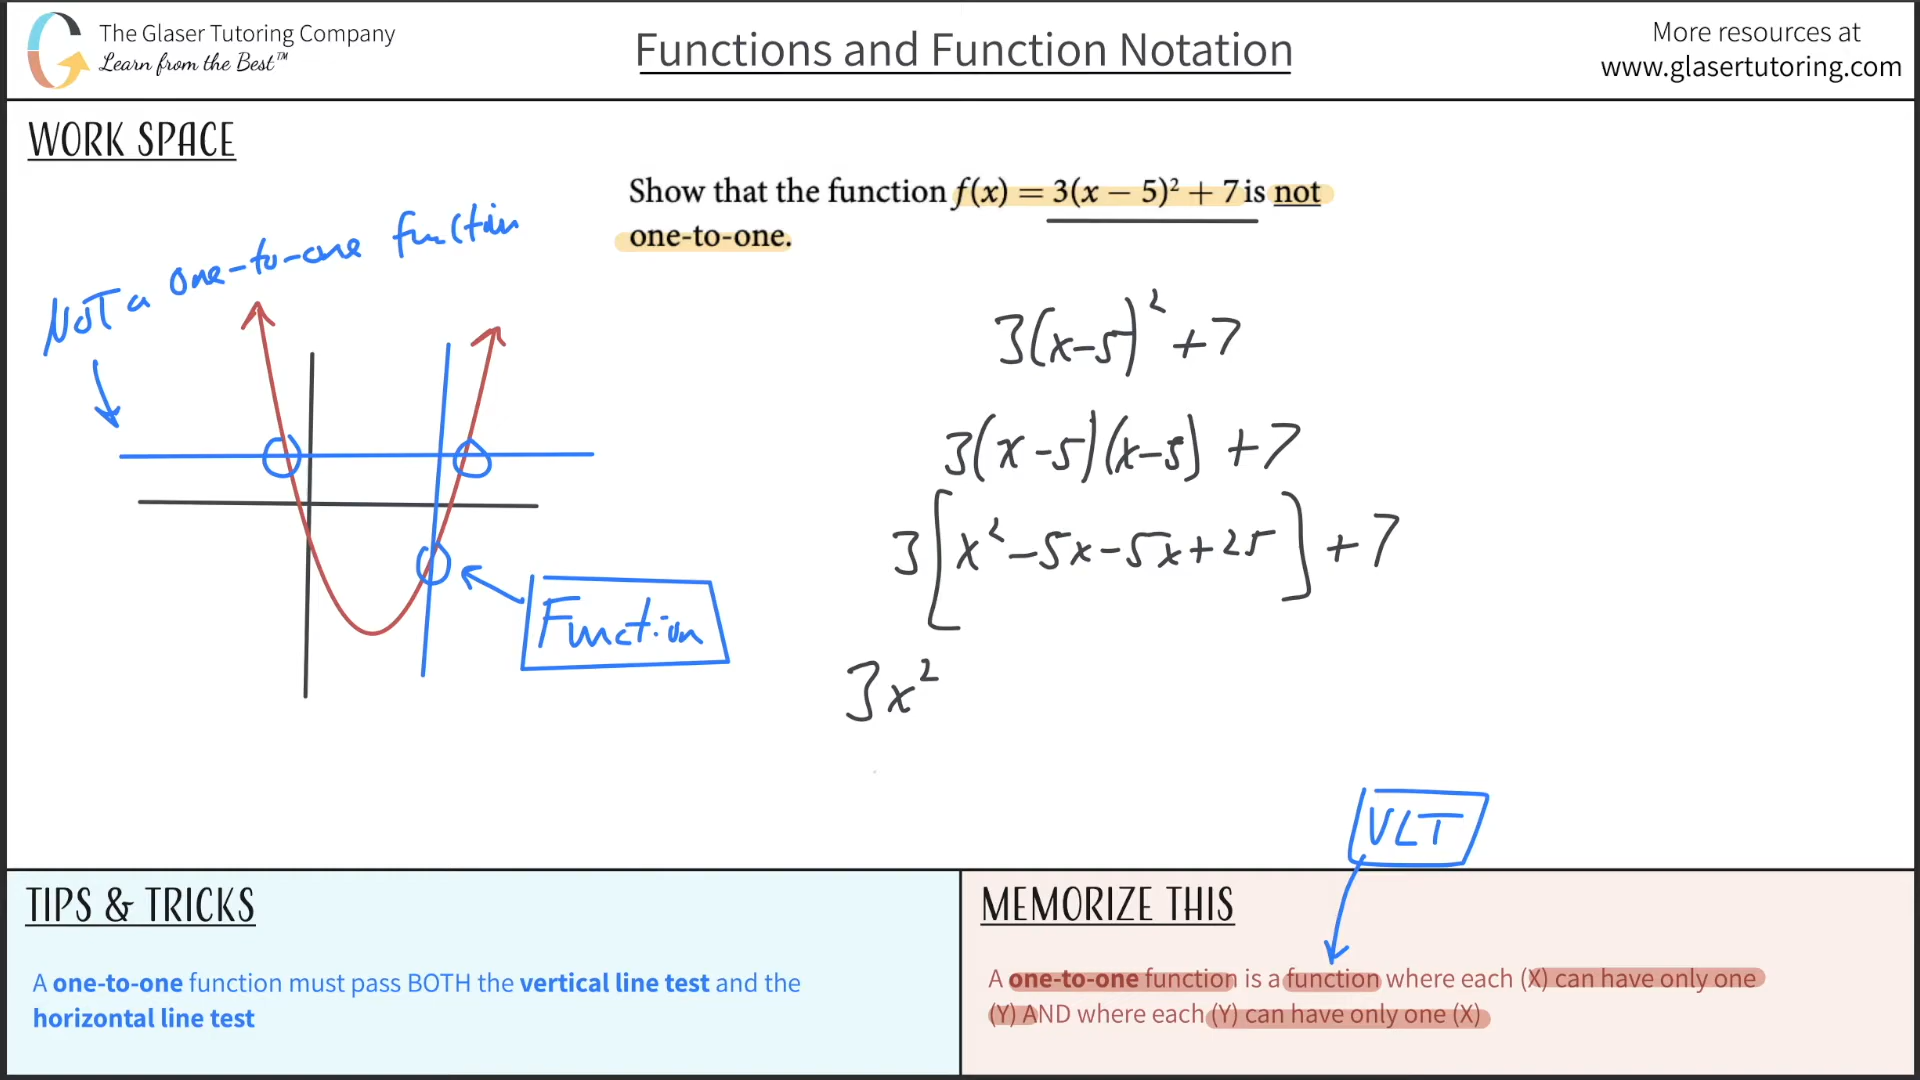 The Glaser Tutoring Company
Learn from the Best™
Functions and Function Notation
More resources at
www.glasertutoring.com
WORK SPACE
Show that the function f(x) = 3(x − 5)² + 7 is not
one-to-one.
NOT a one-to-one function
3(x-5)² +7
3(x-5)(x-5) +7
3[x²-5x-5x+25]+7
Function
3x²
VLT
TIPS & TRICKS
A one-to-one function must pass BOTH the vertical line test and the
horizontal line test
MEMORIZE THIS
A one-to-one function is a function where each (X) can have only one
(Y) AND where each (Y) can have only one (X)